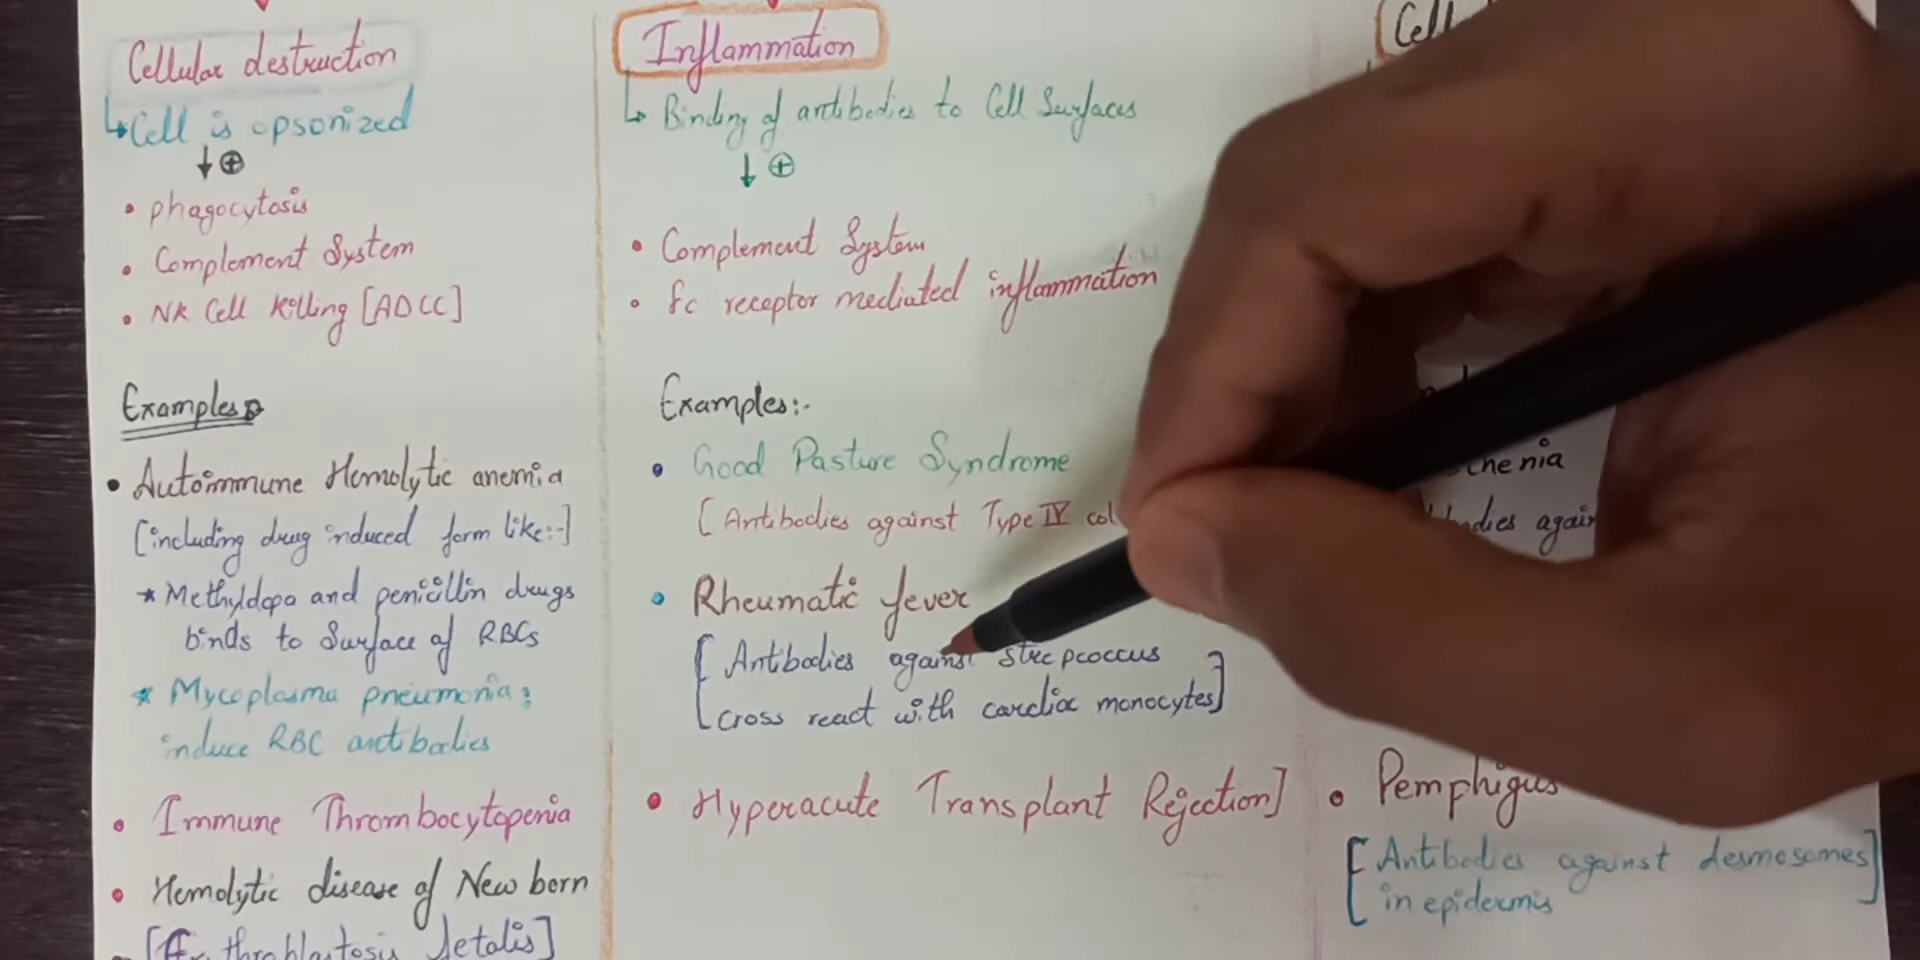 Cellular destruction
Cell is opsonized
phagocytosis
Complement System
NK Cell Killing [ADCC]
Examples
Autoimmune Hemolytic anemia
[including drug induced form like:-]
Methyldopa and penicillin drugs
binds to Surface of RBCs
Mycoplasma pneumonia:
induce RBC antibodies
Immune Thrombocytopenia
Hemolytic disease of New born
fetalis]
Inflammation
Binding of antibodies to Cell Surfaces
Complement System
fc receptor mediated inflammation
Examples:-
Good Pasture Syndrome
[Antibodies against Type IV
Rheumatic fever
[Antibodies against
cross react with cardiac monocytes]
Hyperacute Transplant Rejection]
Cell
Pemphigus
[Antibodies against desmosomes]
in epidermis